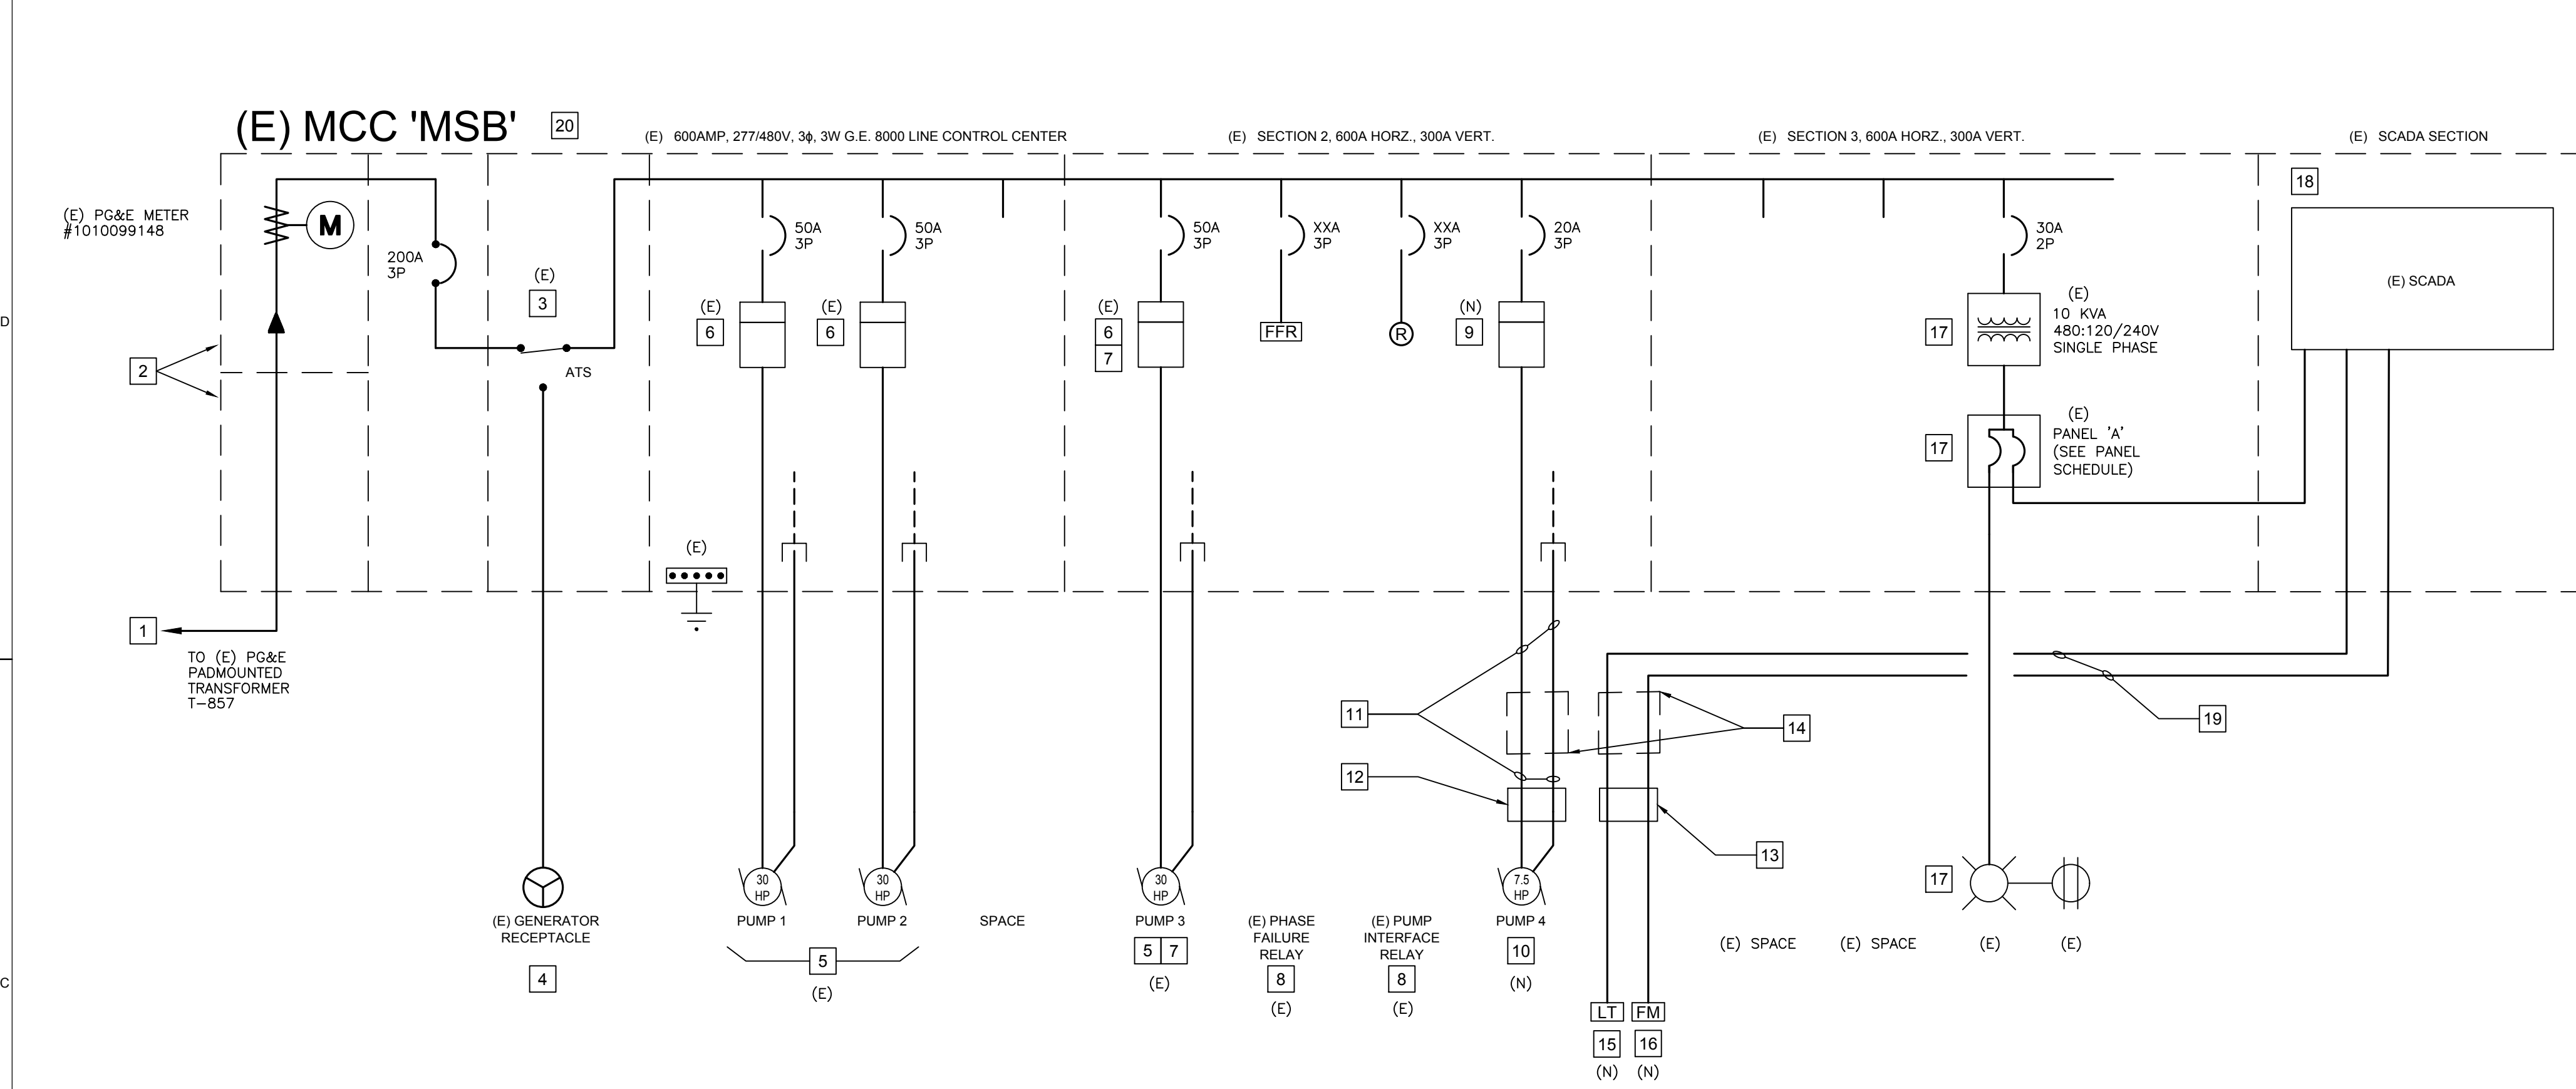 (E) MCC 'MSB'
20
(E) 600AMP, 277/480V, 3ϕ, 3W G.E. 8000 LINE CONTROL CENTER
(E) SECTION 2, 600A HORZ., 300A VERT.
(E) SECTION 3, 600A HORZ., 300A VERT.
(E) SCADA SECTION
18
(E) SCADA
(E) PG&E METER
#1010099148
M
200A
3P
(E)
3
ATS
2
50A
3P
50A
3P
50A
3P
XXA
3P
XXA
3P
20A
3P
30A
2P
(E)
6
(E)
6
(E)
6
7
FFR
R
(N)
9
17
(E)
10 KVA
480:120/240V
SINGLE PHASE
17
(E)
PANEL 'A'
(SEE PANEL
SCHEDULE)
D
(E)
1
TO (E) PG&E
PADMOUNTED
TRANSFORMER
T-857
11
12
14
13
19
30
HP
PUMP 1
30
HP
PUMP 2
5
(E)
SPACE
30
HP
PUMP 3
5 7
(E)
(E) GENERATOR
RECEPTACLE
4
(E) PHASE
FAILURE
RELAY
8
(E)
(E) PUMP
INTERFACE
RELAY
8
(E)
7.5
HP
PUMP 4
10
(N)
LT
15
(N)
FM
16
(N)
(E) SPACE
(E) SPACE
17
(E)
(E)
C